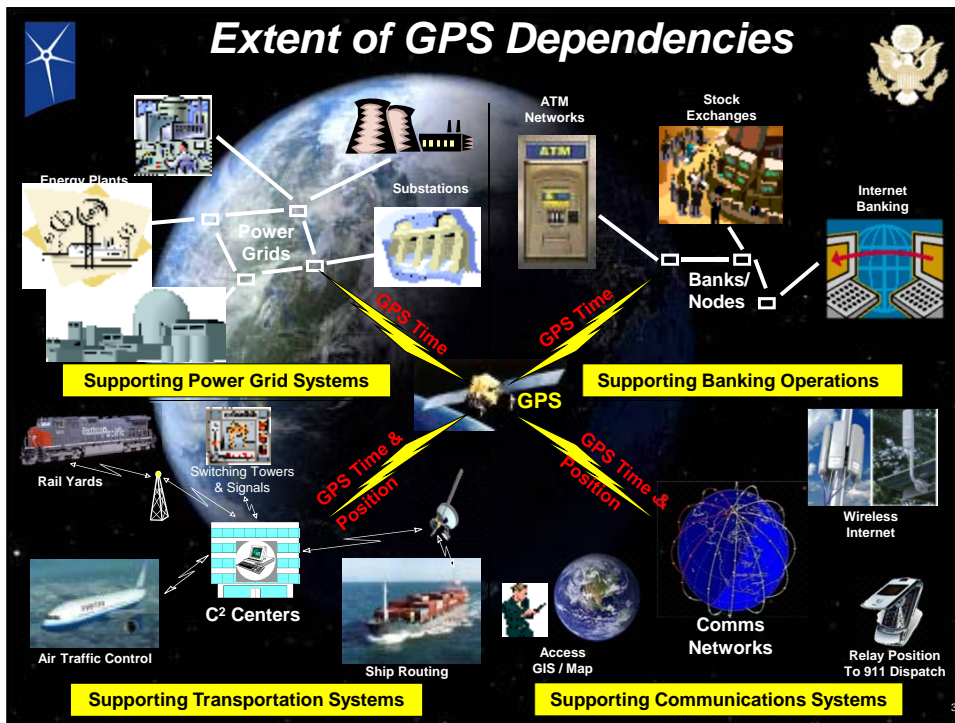 Extent of GPS Dependencies
ATM
Networks
ATM
Stock
Exchanges
Energy Plants
Substations
Internet
Banking
Power
Grids
Banks/
Nodes
GPS Time
GPS Time
Supporting Power Grid Systems
Supporting Banking Operations
GPS
Rail Yards
Switching Towers
& Signals
GPS Time &
Position
GPS Time &
Position
Wireless
Internet
C² Centers
Air Traffic Control
Ship Routing
Access
GIS / Map
Comms
Networks
Relay Position
To 911 Dispatch
Supporting Transportation Systems
Supporting Communications Systems
3